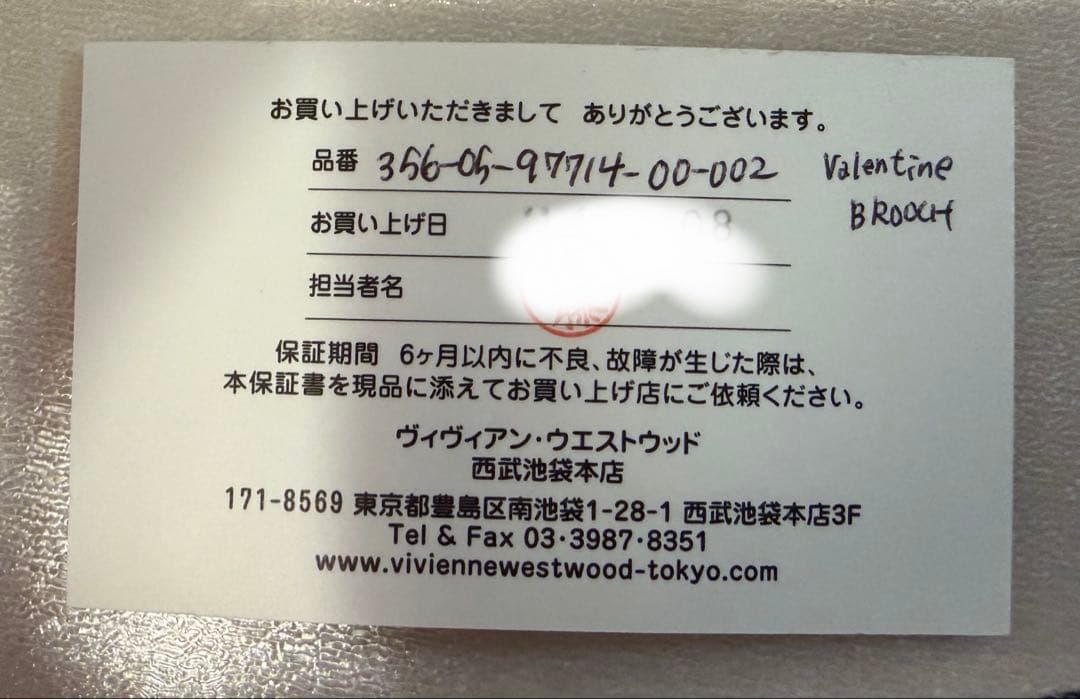 お買い上げいただきまして ありがとうございます。
品番 356-05-97714-00-002 Valentine
BROOCH
お買い上げ日 08
担当者名
保証期間 6ヶ月以内に不良、故障が生じた際は、
本保証書を現品に添えてお買い上げ店にご依頼ください。
ヴィヴィアン・ウエストウッド
西武池袋本店
171-8569 東京都豊島区南池袋1-28-1 西武池袋本店3F
Tel & Fax 03・3987・8351
www.viviennewestwood-tokyo.com